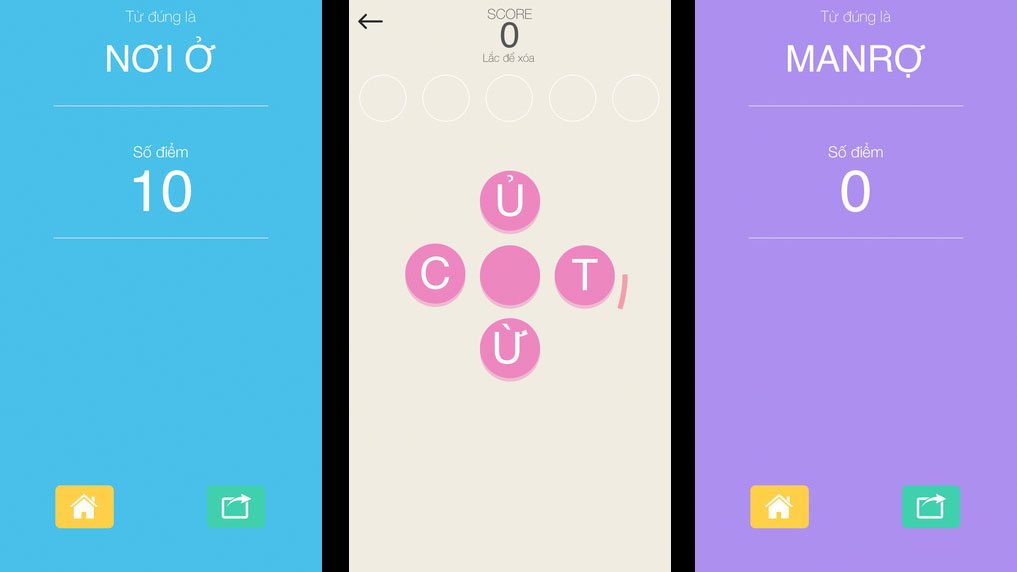 Từ đúng là
NƠI Ở
Số điểm
10
SCORE
0
Lắc để xóa
Ủ
C
T
Ừ
Từ đúng là
MANRỢ
Số điểm
0